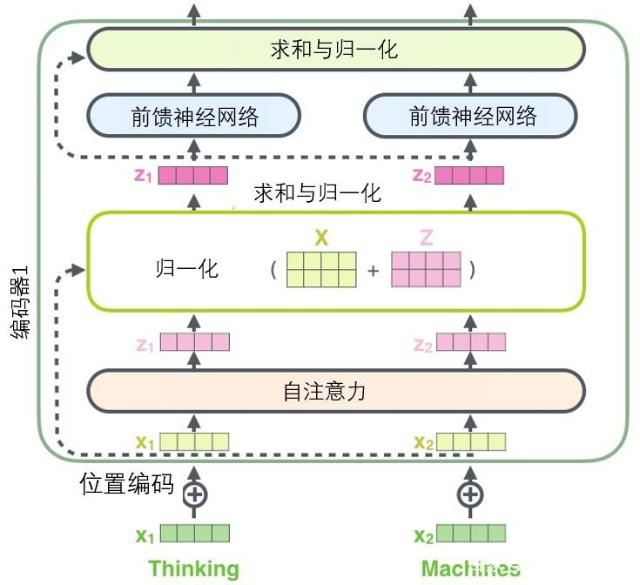 求和与归一化
前馈神经网络 前馈神经网络
z1 z2
求和与归一化
X Z
归一化 ( + )
编码器1
z1 z2
自注意力
x1 x2
位置编码
x1 x2
Thinking Machines